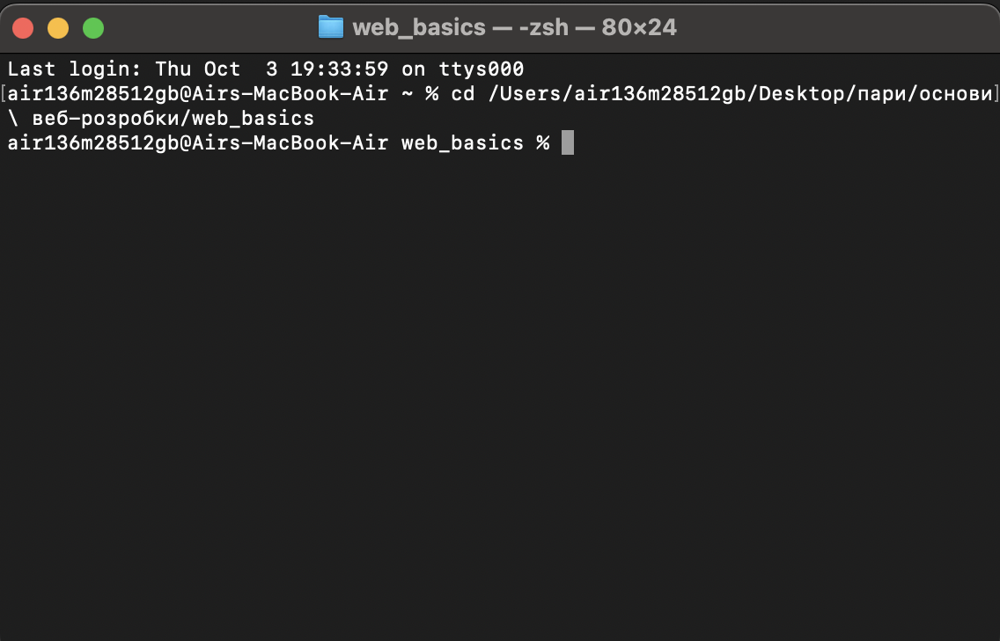 web_basics — -zsh — 80×24
Last login: Thu Oct  3 19:33:59 on ttys000
[air136m28512gb@Airs-MacBook-Air ~ % cd /Users/air136m28512gb/Desktop/пари/основи]
\ веб-розробки/web_basics
air136m28512gb@Airs-MacBook-Air web_basics %